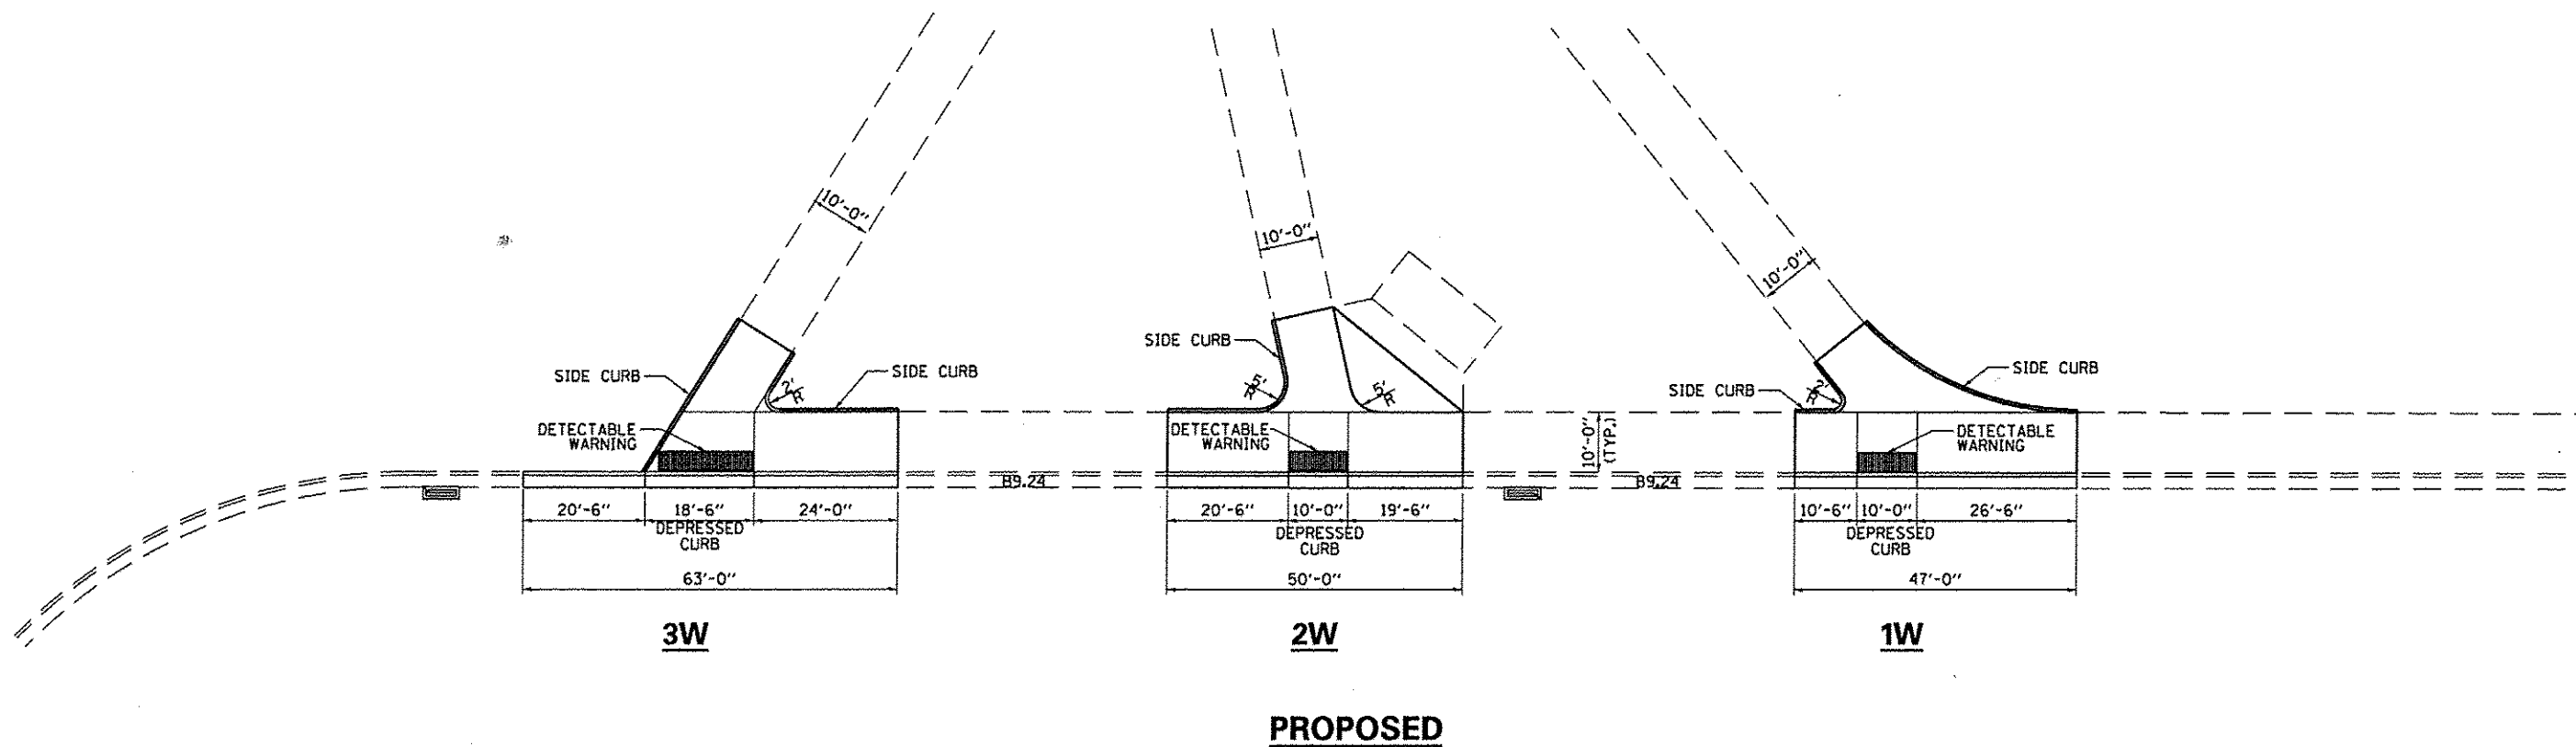 10'-0"
SIDE CURB
2'
R
SIDE CURB
DETECTABLE
WARNING
20'-6"
18'-6"
24'-0"
DEPRESSED
CURB
63'-0"
3W
B9.24
10'-0"
SIDE CURB
5'
R
5'
R
DETECTABLE
WARNING
10'-0"
(TYP.)
20'-6"
10'-0"
19'-6"
DEPRESSED
CURB
50'-0"
2W
B9.24
10'-0"
SIDE CURB
2'
R
SIDE CURB
DETECTABLE
WARNING
10'-6"
10'-0"
26'-6"
DEPRESSED
CURB
47'-0"
1W
PROPOSED